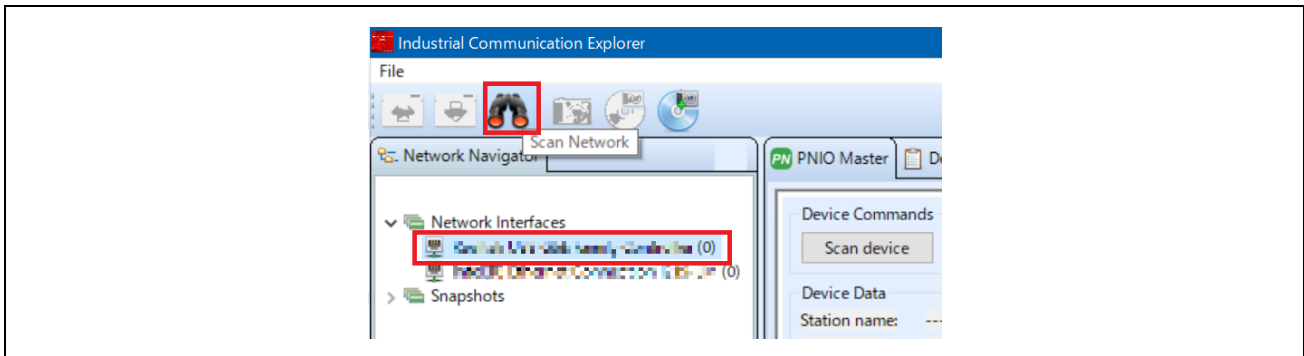 Industrial Communication Explorer
File
Scan Network
Network Navigator
PN PNIO Master
Network Interfaces
(0)
(0)
Snapshots
Device Commands
Scan device
Device Data
Station name: ---